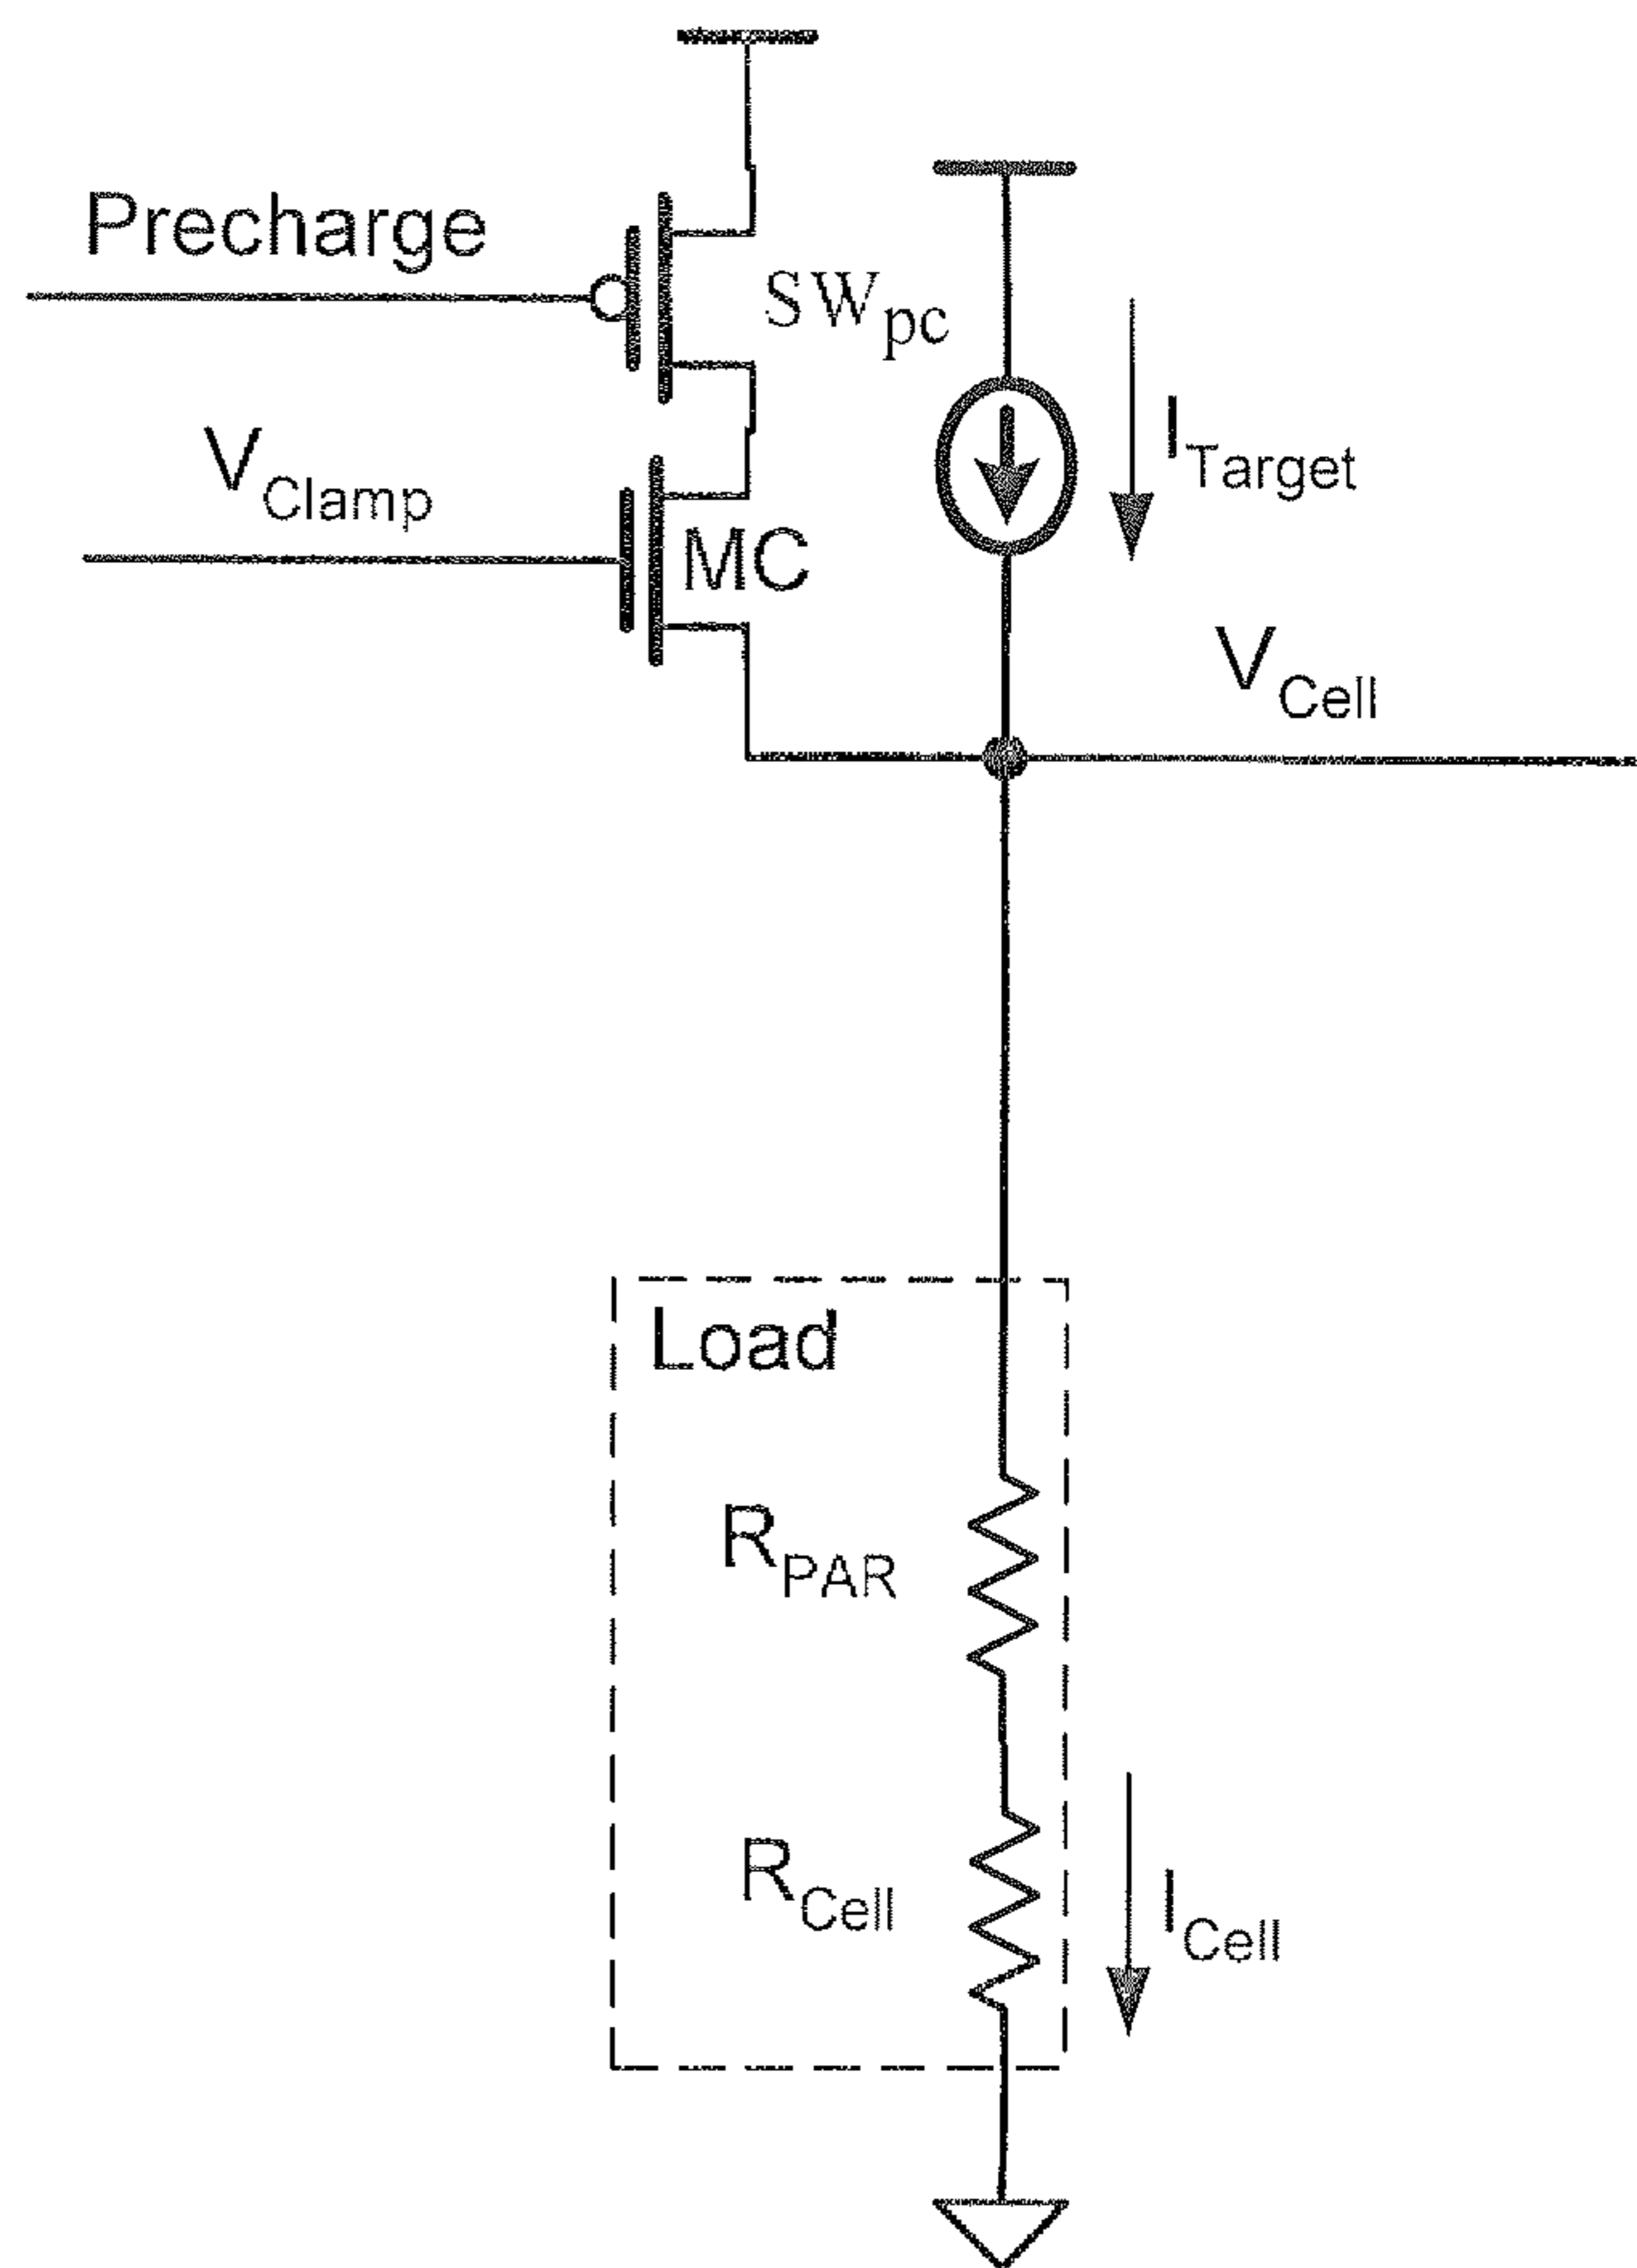 Precharge
SWpc
ITarget
VClamp
MC
VCell
Load
RPAR
RCell
ICell